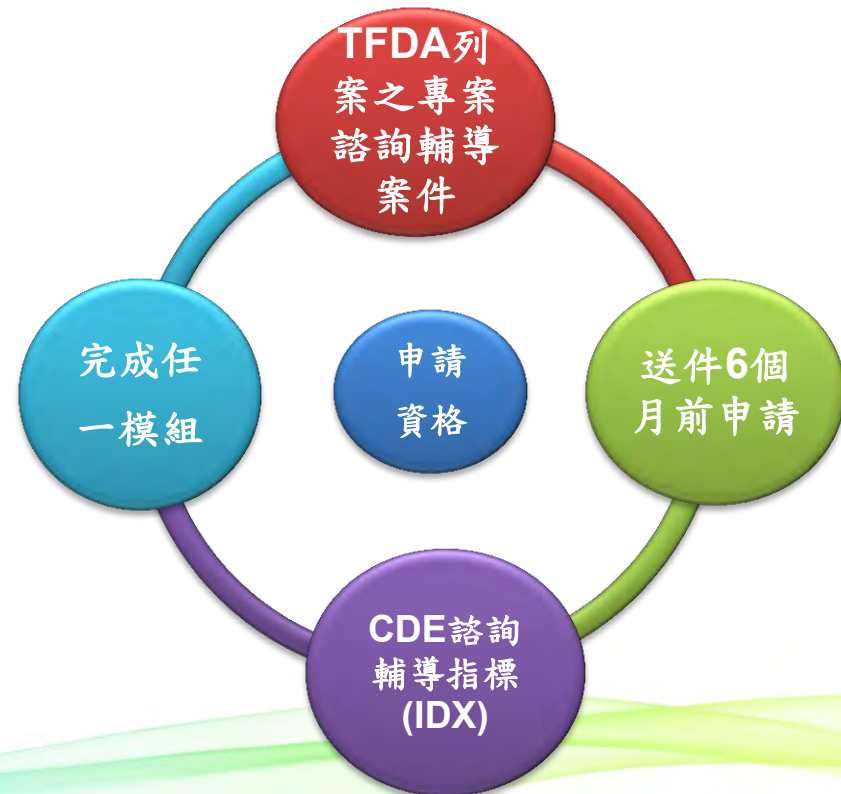 TFDA列
案之專案
諮詢輔導
案件
完成任
一模組
申請
資格
送件6個
月前申請
CDE諮詢
輔導指標
(IDX)